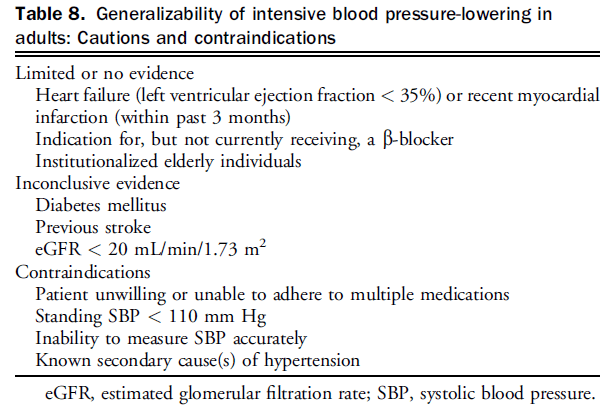 Table 8. Generalizability of intensive blood pressure-lowering in
adults: Cautions and contraindications
Limited or no evidence
Heart failure (left ventricular ejection fraction < 35%) or recent myocardial
infarction (within past 3 months)
Indication for, but not currently receiving, a β-blocker
Institutionalized elderly individuals
Inconclusive evidence
Diabetes mellitus
Previous stroke
eGFR < 20 mL/min/1.73 m²
Contraindications
Patient unwilling or unable to adhere to multiple medications
Standing SBP < 110 mm Hg
Inability to measure SBP accurately
Known secondary cause(s) of hypertension
eGFR, estimated glomerular filtration rate; SBP, systolic blood pressure.